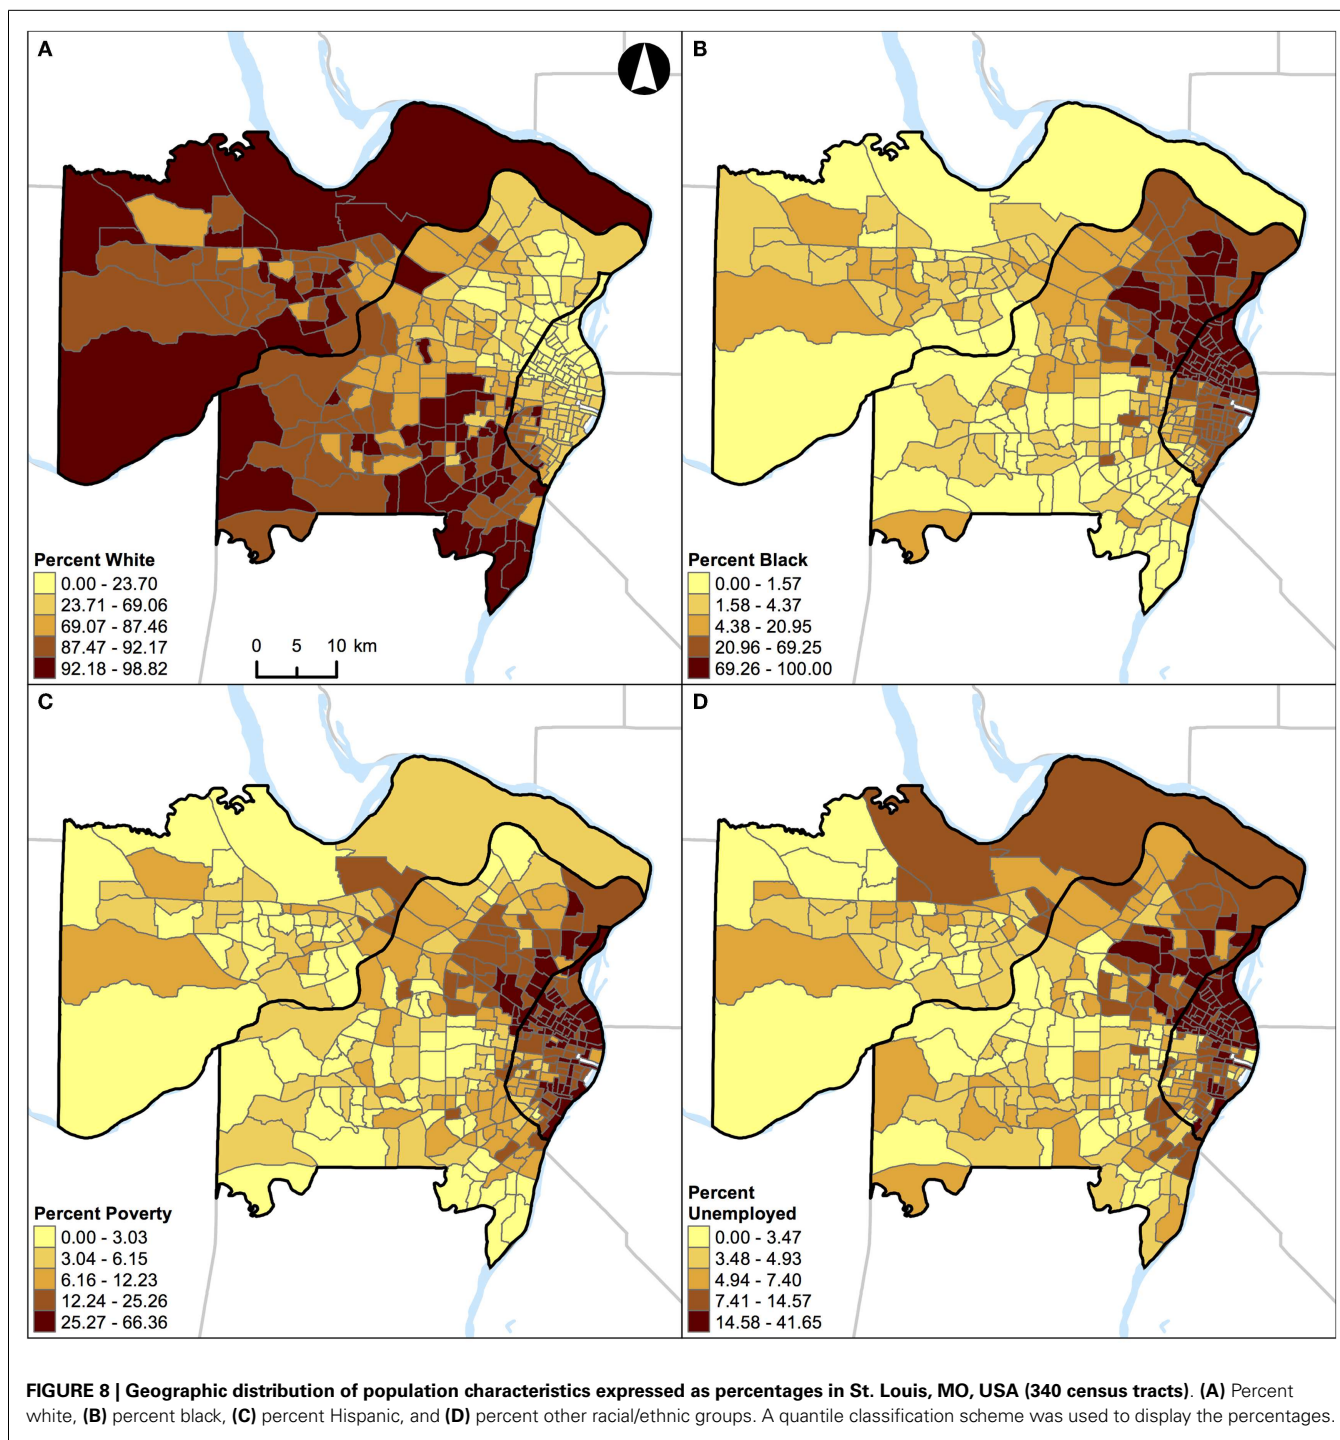 A
B
Percent White
0.00 - 23.70
23.71 - 69.06
69.07 - 87.46
87.47 - 92.17
92.18 - 98.82
0 5 10 km
Percent Black
0.00 - 1.57
1.58 - 4.37
4.38 - 20.95
20.96 - 69.25
69.26 - 100.00
C
D
Percent Poverty
0.00 - 3.03
3.04 - 6.15
6.16 - 12.23
12.24 - 25.26
25.27 - 66.36
Percent
Unemployed
0.00 - 3.47
3.48 - 4.93
4.94 - 7.40
7.41 - 14.57
14.58 - 41.65
FIGURE 8 | Geographic distribution of population characteristics expressed as percentages in St. Louis, MO, USA (340 census tracts). (A) Percent
white, (B) percent black, (C) percent Hispanic, and (D) percent other racial/ethnic groups. A quantile classification scheme was used to display the percentages.